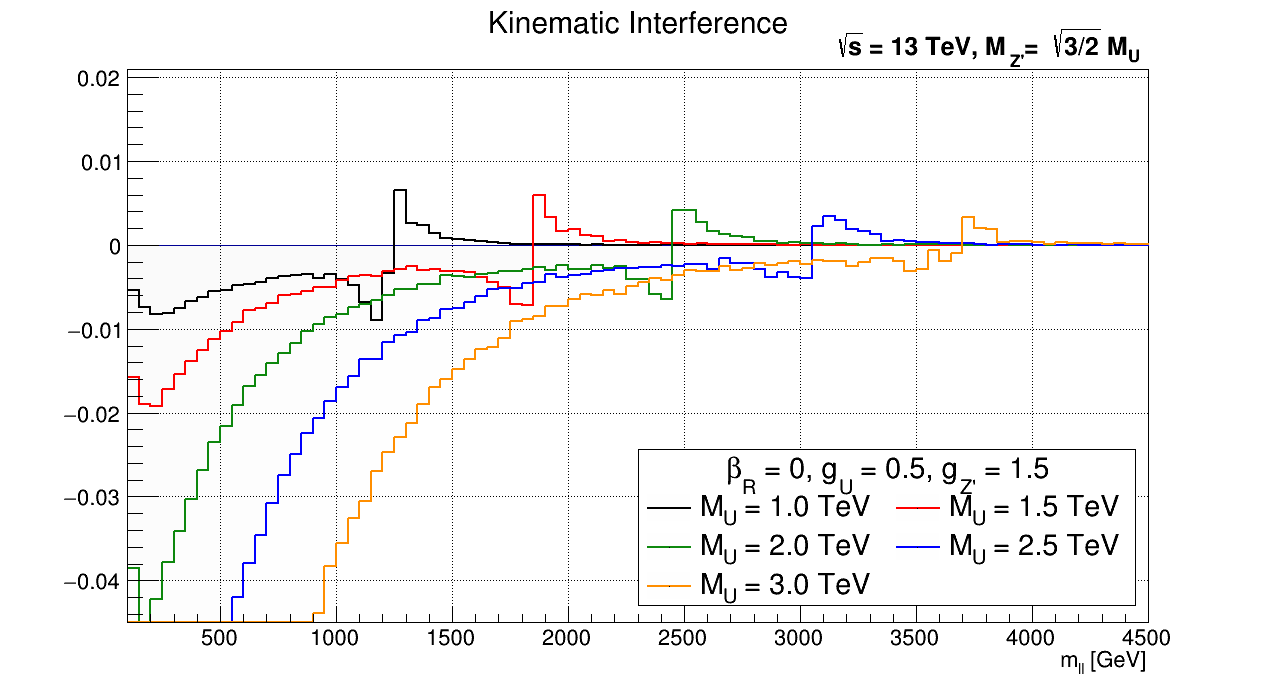 Kinematic Interference
√s = 13 TeV, M_Z'= √3/2 M_U
0.02
0.01
0
−0.01
−0.02
−0.03
−0.04
β_R = 0, g_U = 0.5, g_Z' = 1.5
M_U = 1.0 TeV M_U = 1.5 TeV
M_U = 2.0 TeV M_U = 2.5 TeV
M_U = 3.0 TeV
500 1000 1500 2000 2500 3000 3500 4000 4500
m_ll [GeV]